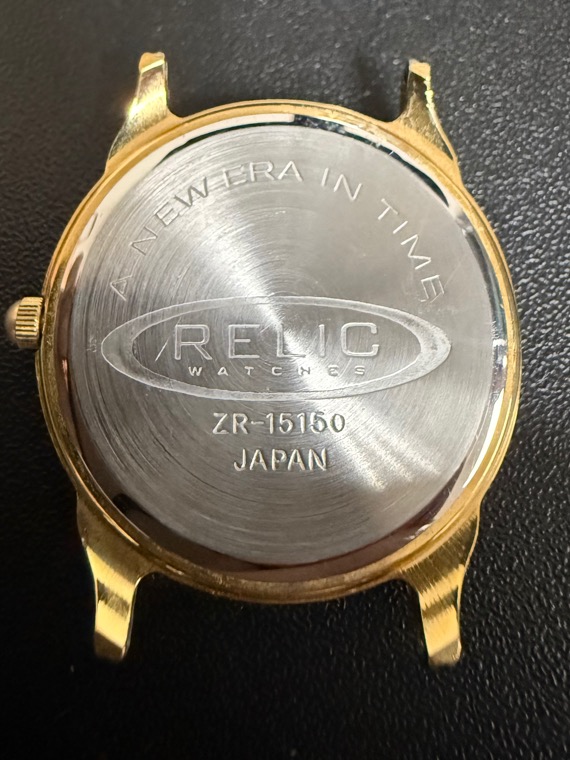 A NEW ERA IN TIME
RELIC
WATCHES
ZR-15150
JAPAN